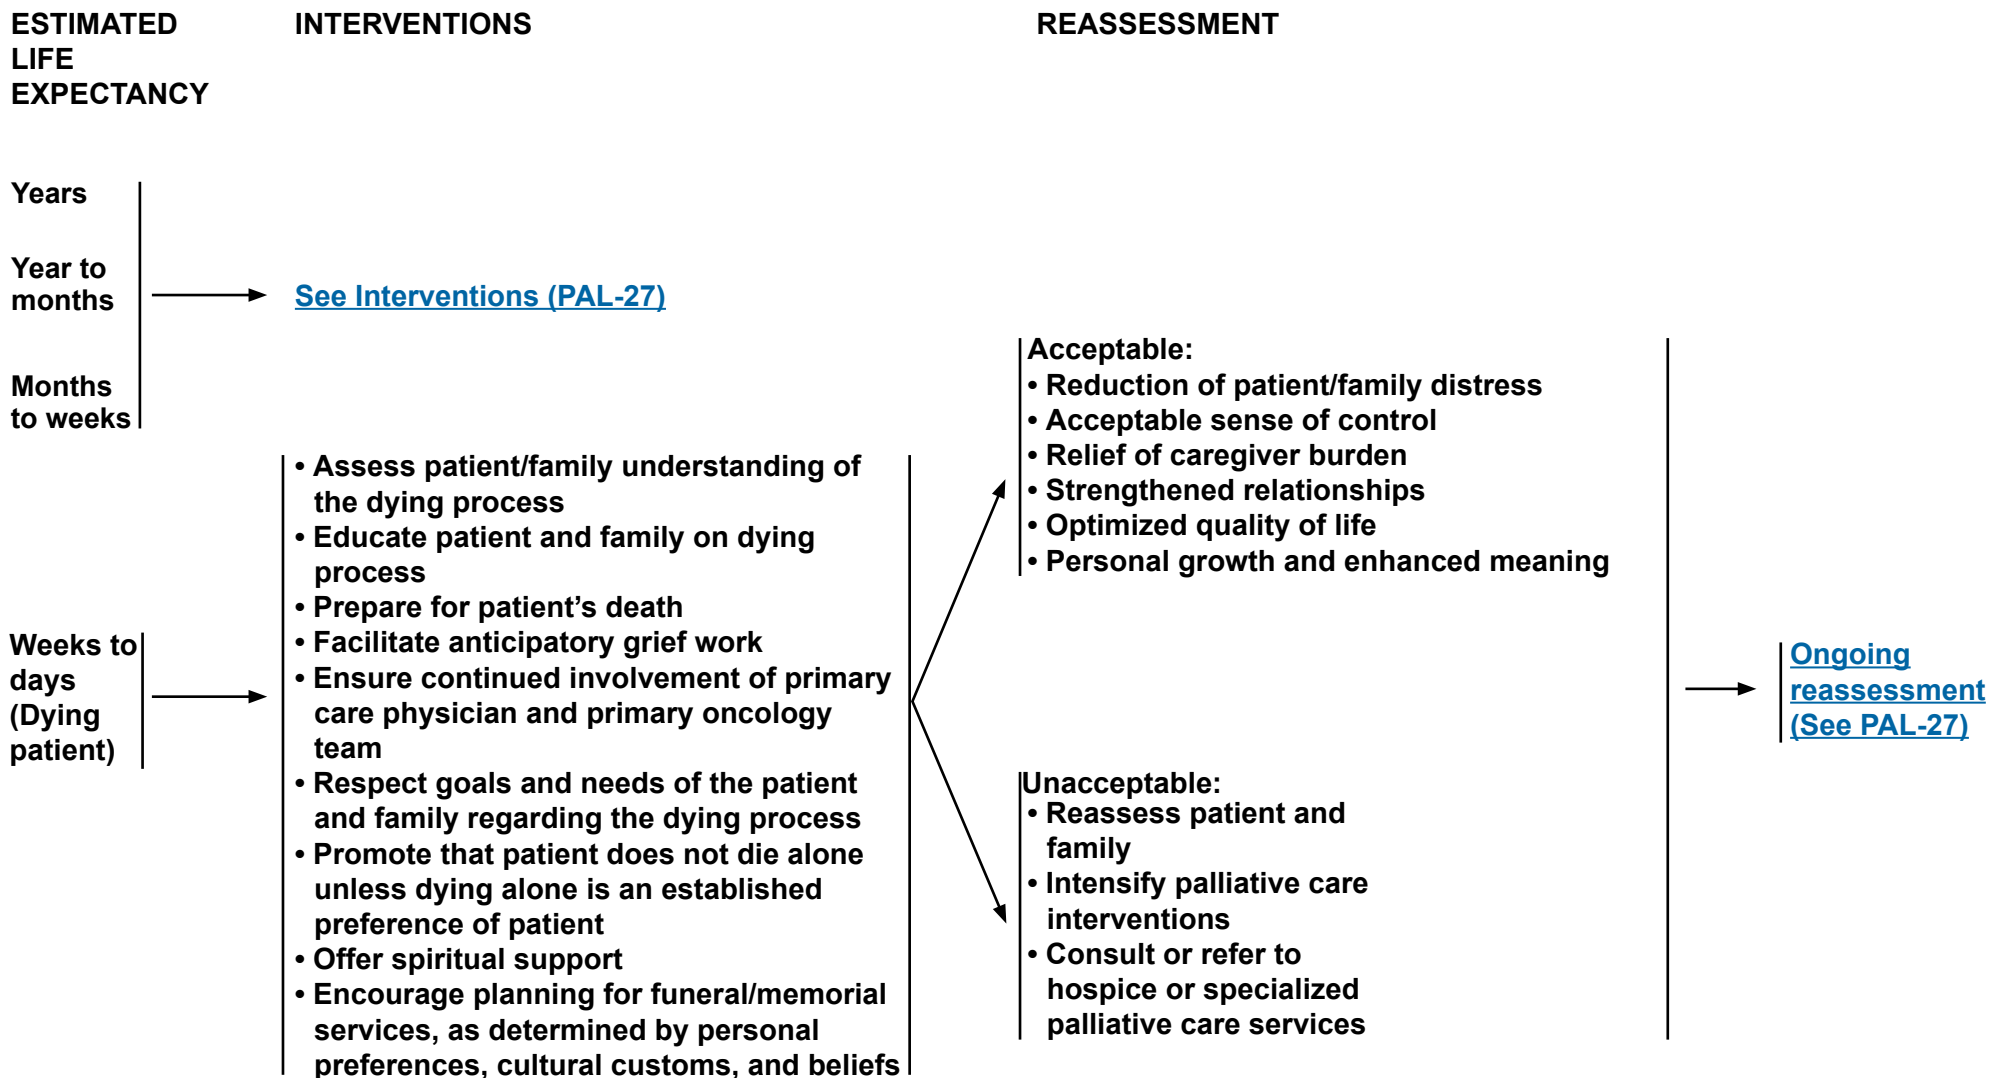 ESTIMATED
LIFE
EXPECTANCY
INTERVENTIONS
REASSESSMENT
Years
Year to
months
Months
to weeks
See Interventions (PAL-27)
Weeks to
days
(Dying
patient)
• Assess patient/family understanding of
the dying process
• Educate patient and family on dying
process
• Prepare for patient’s death
• Facilitate anticipatory grief work
• Ensure continued involvement of primary
care physician and primary oncology
team
• Respect goals and needs of the patient
and family regarding the dying process
• Promote that patient does not die alone
unless dying alone is an established
preference of patient
• Offer spiritual support
• Encourage planning for funeral/memorial
services, as determined by personal
preferences, cultural customs, and beliefs
Acceptable:
• Reduction of patient/family distress
• Acceptable sense of control
• Relief of caregiver burden
• Strengthened relationships
• Optimized quality of life
• Personal growth and enhanced meaning
Unacceptable:
• Reassess patient and
family
• Intensify palliative care
interventions
• Consult or refer to
hospice or specialized
palliative care services
Ongoing
reassessment
(See PAL-27)